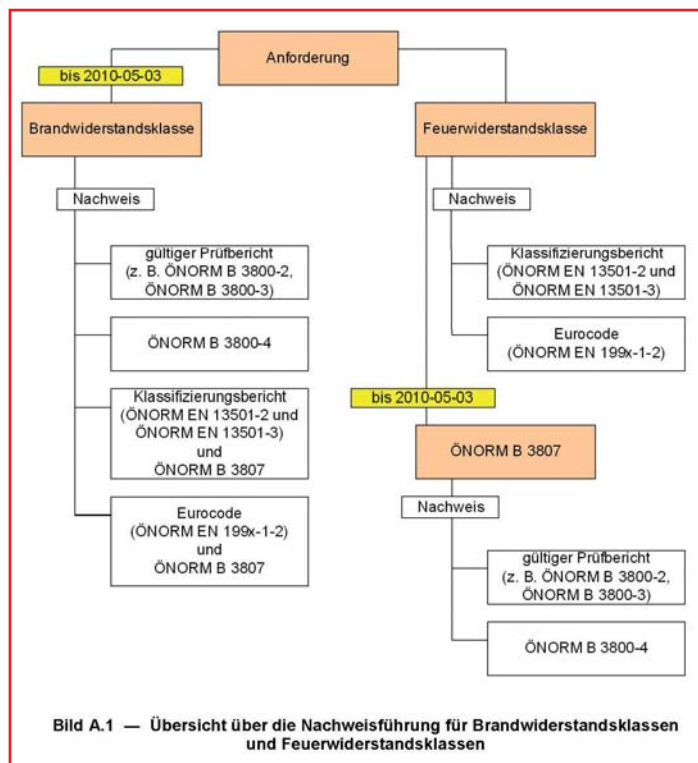 Anforderung
bis 2010-05-03
Brandwiderstandsklasse
Nachweis
gültiger Prüfbericht
(z. B. ÖNORM B 3800-2,
ÖNORM B 3800-3)
ÖNORM B 3800-4
Klassifizierungsbericht
(ÖNORM EN 13501-2 und
ÖNORM EN 13501-3)
und
ÖNORM B 3807
Eurocode
(ÖNORM EN 199x-1-2)
und
ÖNORM B 3807
Feuerwiderstandsklasse
Nachweis
Klassifizierungsbericht
(ÖNORM EN 13501-2 und
ÖNORM EN 13501-3)
Eurocode
(ÖNORM EN 199x-1-2)
bis 2010-05-03
ÖNORM B 3807
Nachweis
gültiger Prüfbericht
(z. B. ÖNORM B 3800-2,
ÖNORM B 3800-3)
ÖNORM B 3800-4
Bild A.1 — Übersicht über die Nachweisführung für Brandwiderstandsklassen
und Feuerwiderstandsklassen